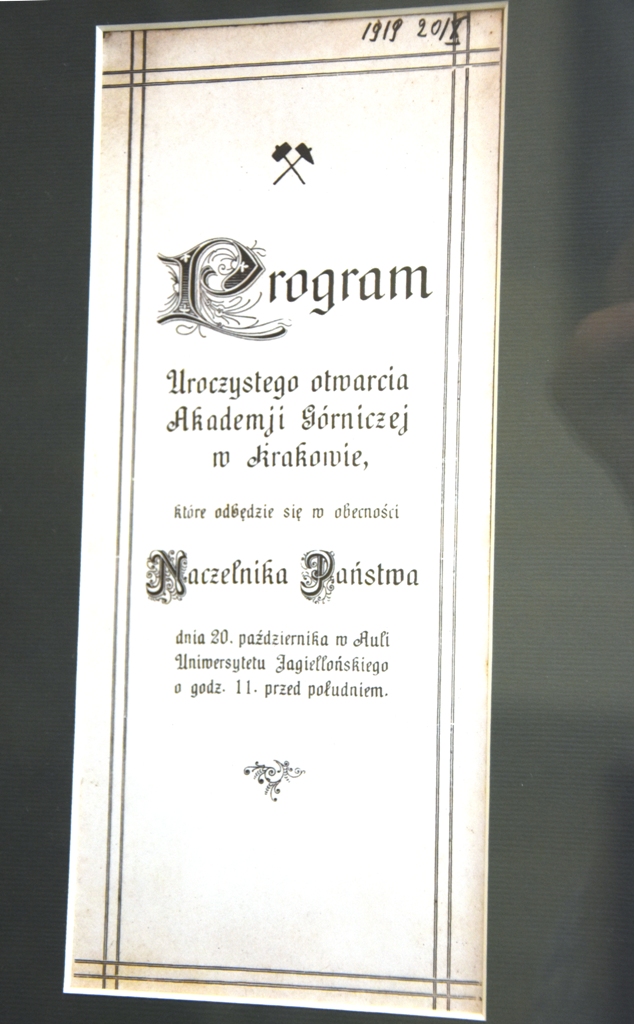 1919 20/X
Program
Uroczystego otwarcia
Akademji Górniczej
w Krakowie,
które odbędzie się w obecności
Naczelnika Państwa
dnia 20. października w Auli
Uniwersytetu Jagiellońskiego
o godz. 11. przed południem.